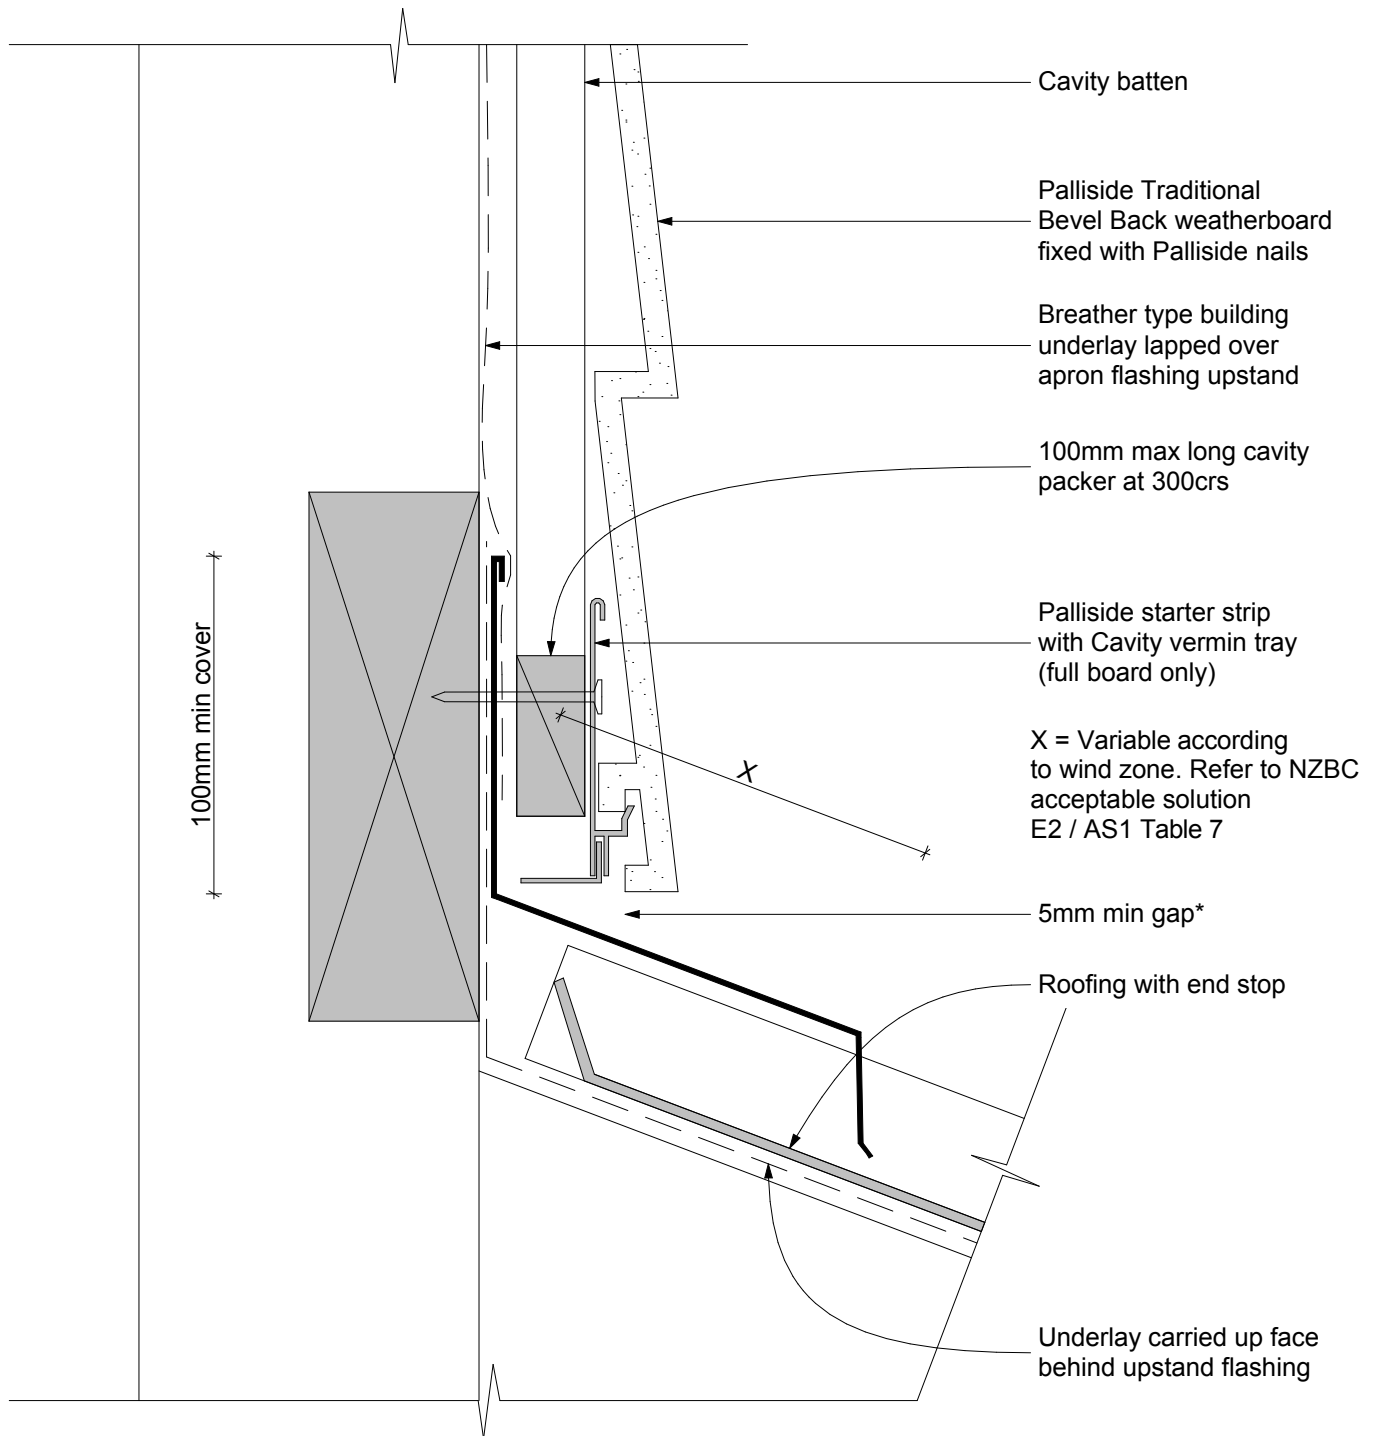 Cavity batten
Palliside Traditional
Bevel Back weatherboard
fixed with Palliside nails
Breather type building
underlay lapped over
apron flashing upstand
100mm max long cavity
packer at 300crs
Palliside starter strip
with Cavity vermin tray
(full board only)
100mm min cover
X
X = Variable according
to wind zone. Refer to NZBC
acceptable solution
E2 / AS1 Table 7
5mm min gap*
Roofing with end stop
Underlay carried up face
behind upstand flashing